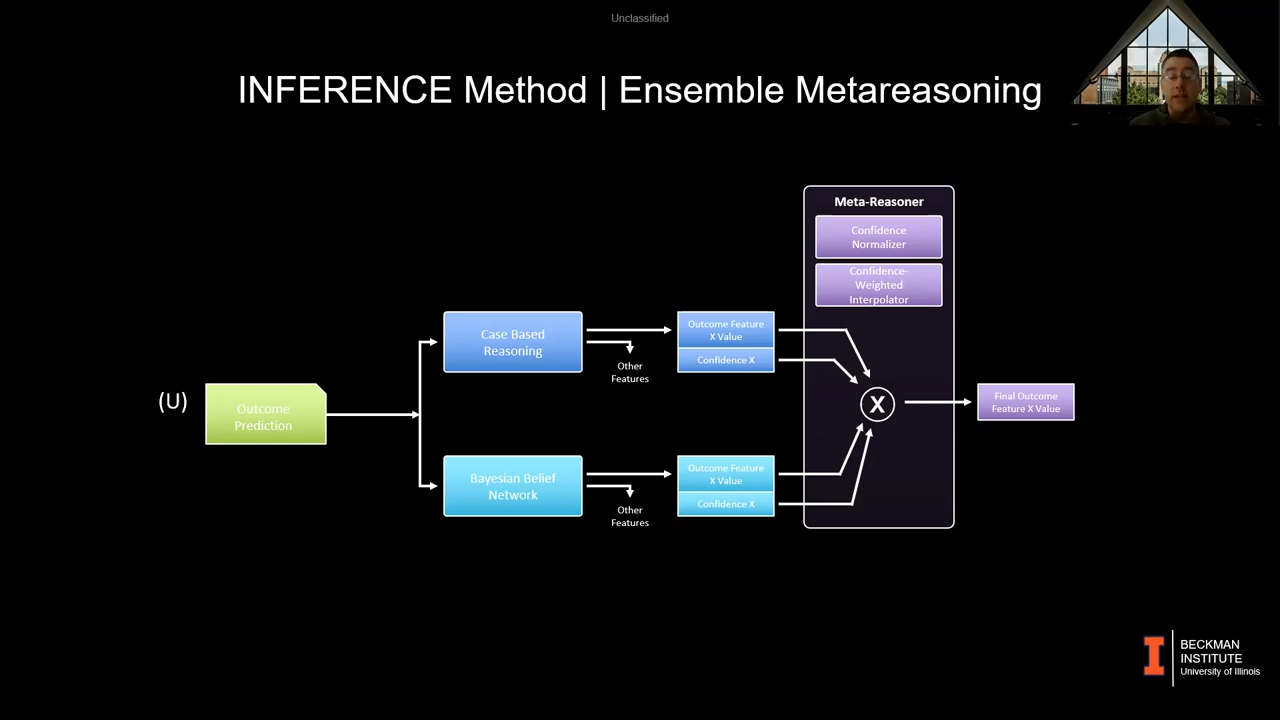 Unclassified
INFERENCE Method | Ensemble Metareasoning
Meta-Reasoner
Confidence
Normalizer
Confidence-
Weighted
Interpolator
Case Based
Reasoning
Outcome Feature
X Value
Confidence X
Other
Features
(U)
Outcome
Prediction
X
Final Outcome
Feature X Value
Bayesian Belief
Network
Outcome Feature
X Value
Confidence X
Other
Features
I
BECKMAN
INSTITUTE
University of Illinois